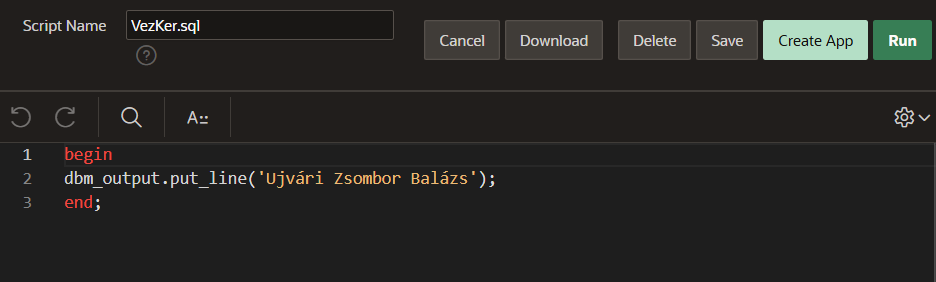 Script Name
VezKer.sql
?
Cancel
Download
Delete
Save
Create App
Run
A::
1 begin
2 dbm_output.put_line('Ujvári Zsombor Balázs');
3 end;